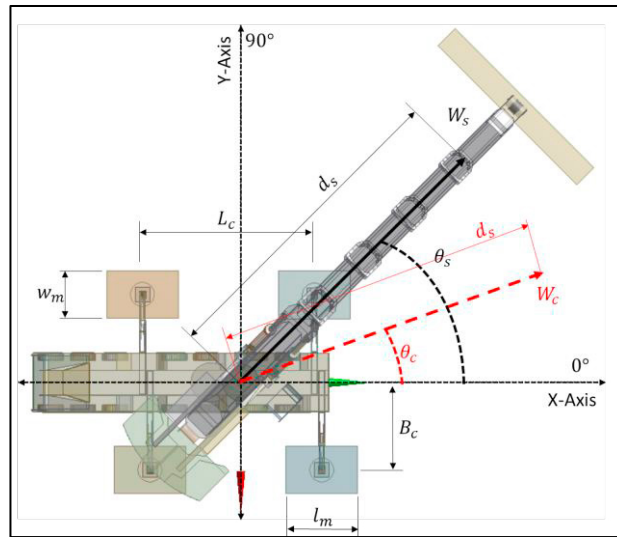 Y-Axis
90°
W_s
d_s
L_c
d_s
w_m
θ_s
W_c
θ_c
0°
X-Axis
B_c
l_m